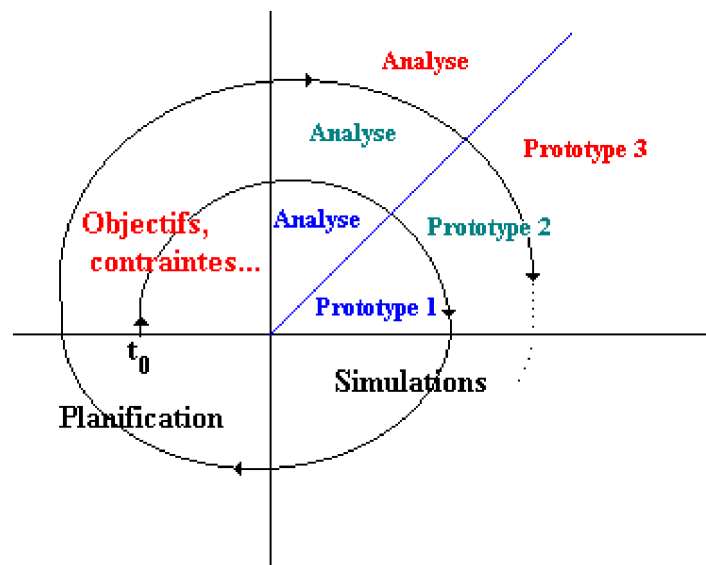 Analyse
Analyse
Prototype 3
Objectifs,
contraintes...
Analyse
Prototype 2
Prototype 1
t0
Simulations
Planification